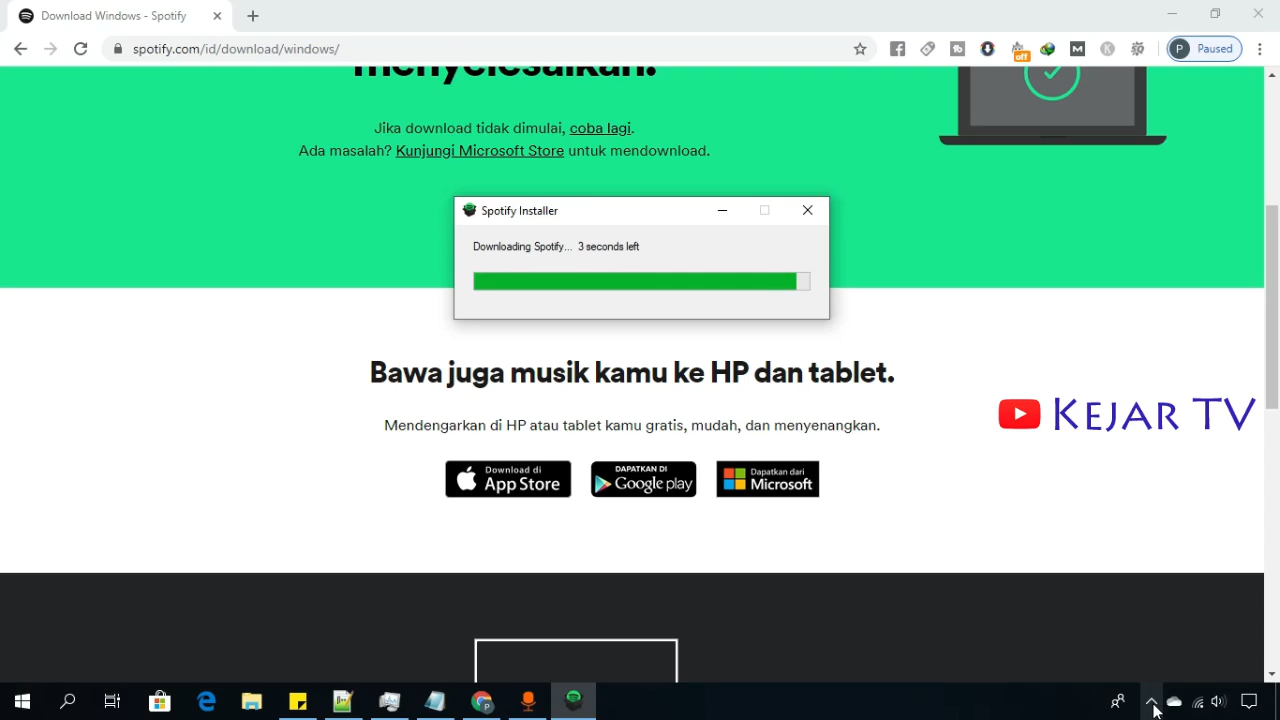 Download Windows - Spotify
spotify.com/id/download/windows/
off
P Paused
menyelesaikan.
Jika download tidak dimulai, coba lagi.
Ada masalah? Kunjungi Microsoft Store untuk mendownload.
Spotify Installer
Downloading Spotify... 3 seconds left
Bawa juga musik kamu ke HP dan tablet.
Mendengarkan di HP atau tablet kamu gratis, mudah, dan menyenangkan.
Download di
App Store
DAPATKAN DI
Google play
Dapatkan dari
Microsoft
KEJAR TV